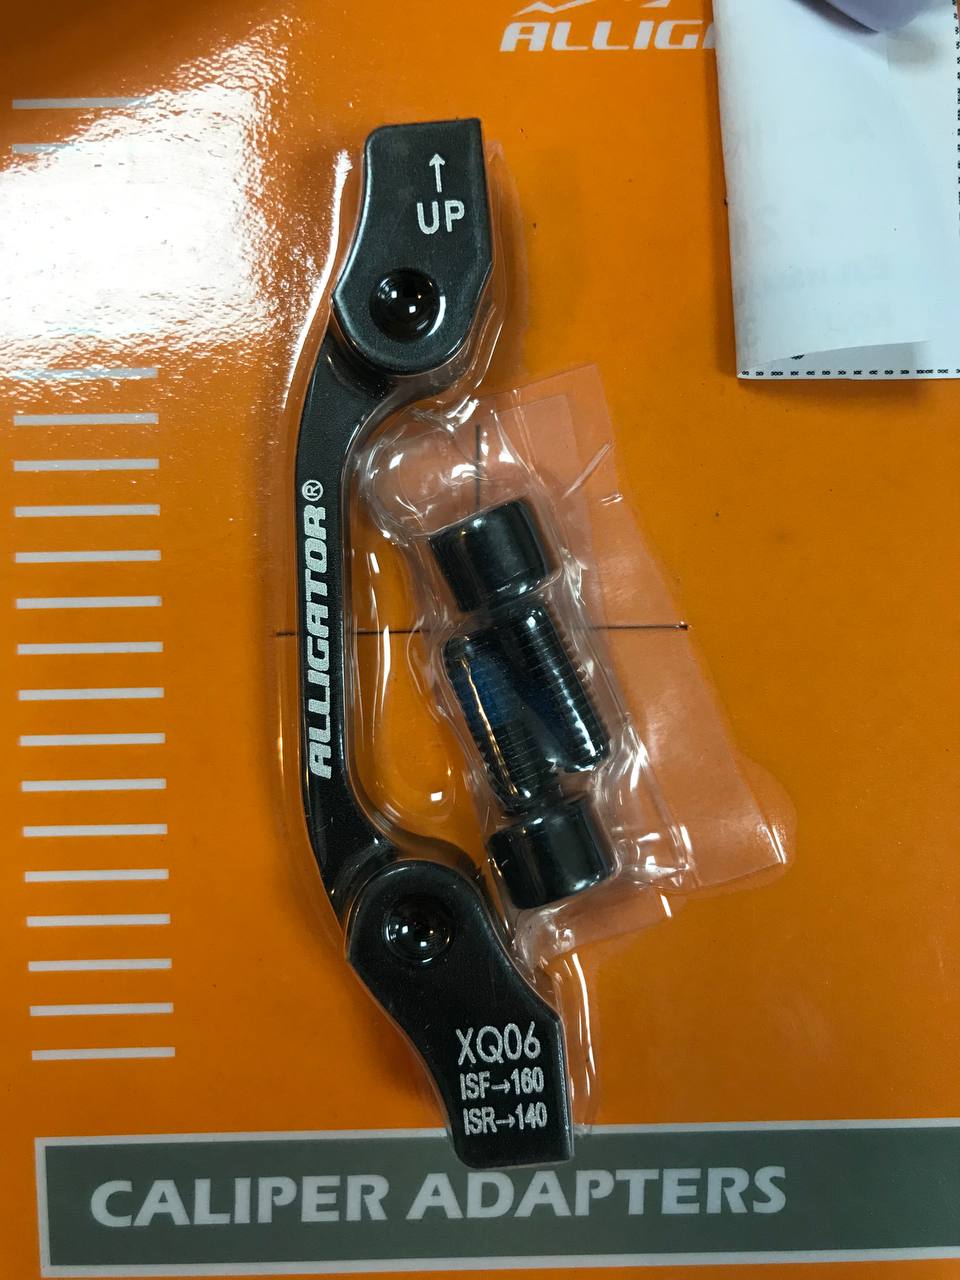 ALLIG
↑
UP
ALLIGATOR®
XQ06
ISF→160
ISR→140
CALIPER ADAPTERS